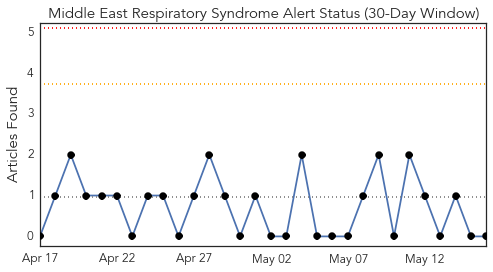 Middle East Respiratory Syndrome Alert Status (30-Day Window)
Articles Found
5
4
3
2
1
0
Apr 17 Apr 22 Apr 27 May 02 May 07 May 12